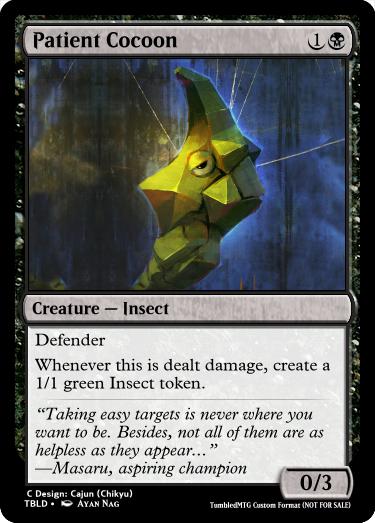 Patient Cocoon 1
Creature — Insect
Defender
Whenever this is dealt damage, create a
1/1 green Insect token.
“Taking easy targets is never where you
want to be. Besides, not all of them are as
helpless as they appear…”
—Masaru, aspiring champion
0/3
C Design: Cajun (Chikyu)
TBLD • Ayan Nag
TumbledMTG Custom Format (NOT FOR SALE)